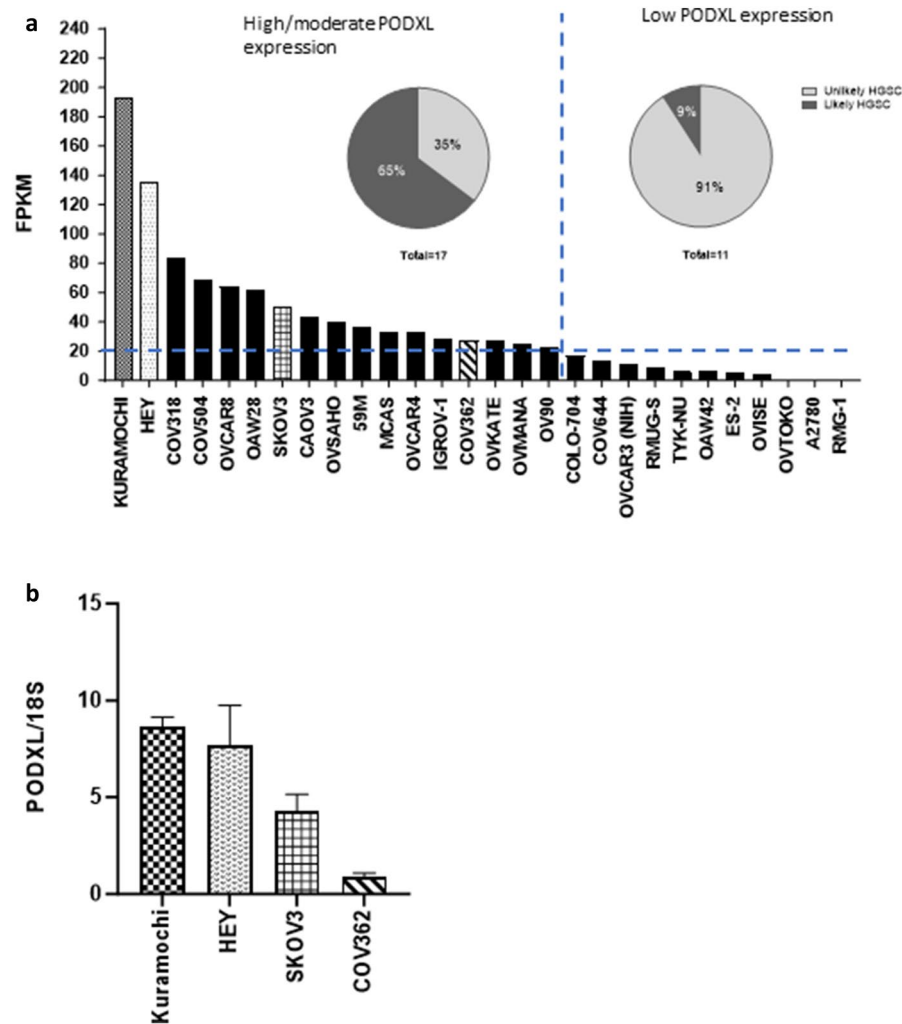 a
High/moderate PODXL
expression
Low PODXL expression
Unlikely HGSC
Likely HGSC
FPKM
240
220
200
180
160
140
120
100
80
60
40
20
0
35%
65%
Total=17
9%
91%
Total=11
KURAMOCHI
HEY
COV318
COV504
OVCAR8
OAW28
SKOV3
CAOV3
OVSAHO
59M
MCAS
OVCAR4
IGROV-1
COV362
OVKATE
OVMANA
OV90
COLO-704
COV644
OVCAR3 (NIH)
RMUG-S
TYK-NU
OAW42
ES-2
OVISE
OVTOKO
A2780
RMG-1
b
PODXL/18S
15
10
5
0
Kuramochi
HEY
SKOV3
COV362